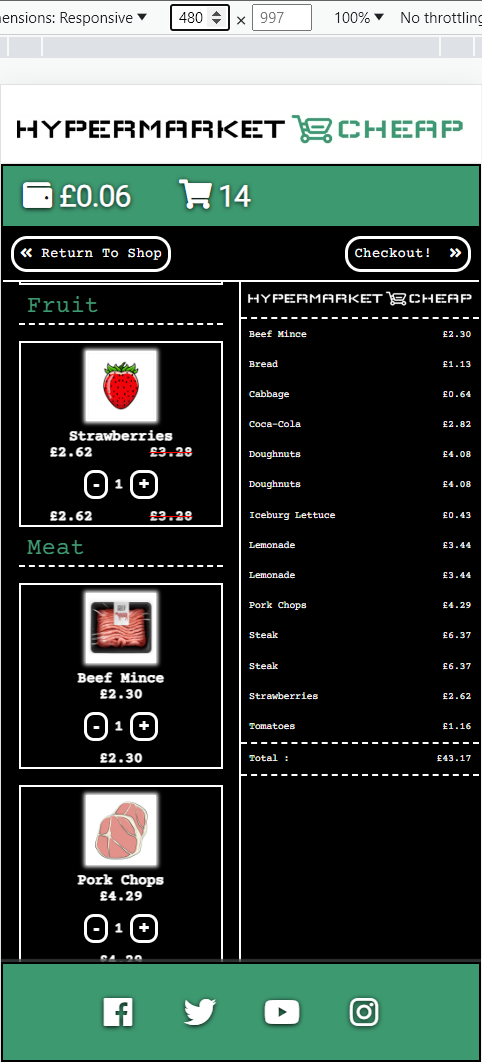 ensions: Responsive 480 × 997 100% No throttling
HYPERMARKET CHEAP
£0.06 14
« Return To Shop Checkout! »
Fruit
Strawberries
£2.62 £3.28
- 1 +
£2.62 £3.28
Meat
Beef Mince
£2.30
- 1 +
£2.30
Pork Chops
£4.29
- 1 +
£4.29
HYPERMARKET CHEAP
Beef Mince £2.30
Bread £1.13
Cabbage £0.64
Coca-Cola £2.82
Doughnuts £4.08
Doughnuts £4.08
Iceburg Lettuce £0.43
Lemonade £3.44
Lemonade £3.44
Pork Chops £4.29
Steak £6.37
Steak £6.37
Strawberries £2.62
Tomatoes £1.16
Total : £43.17